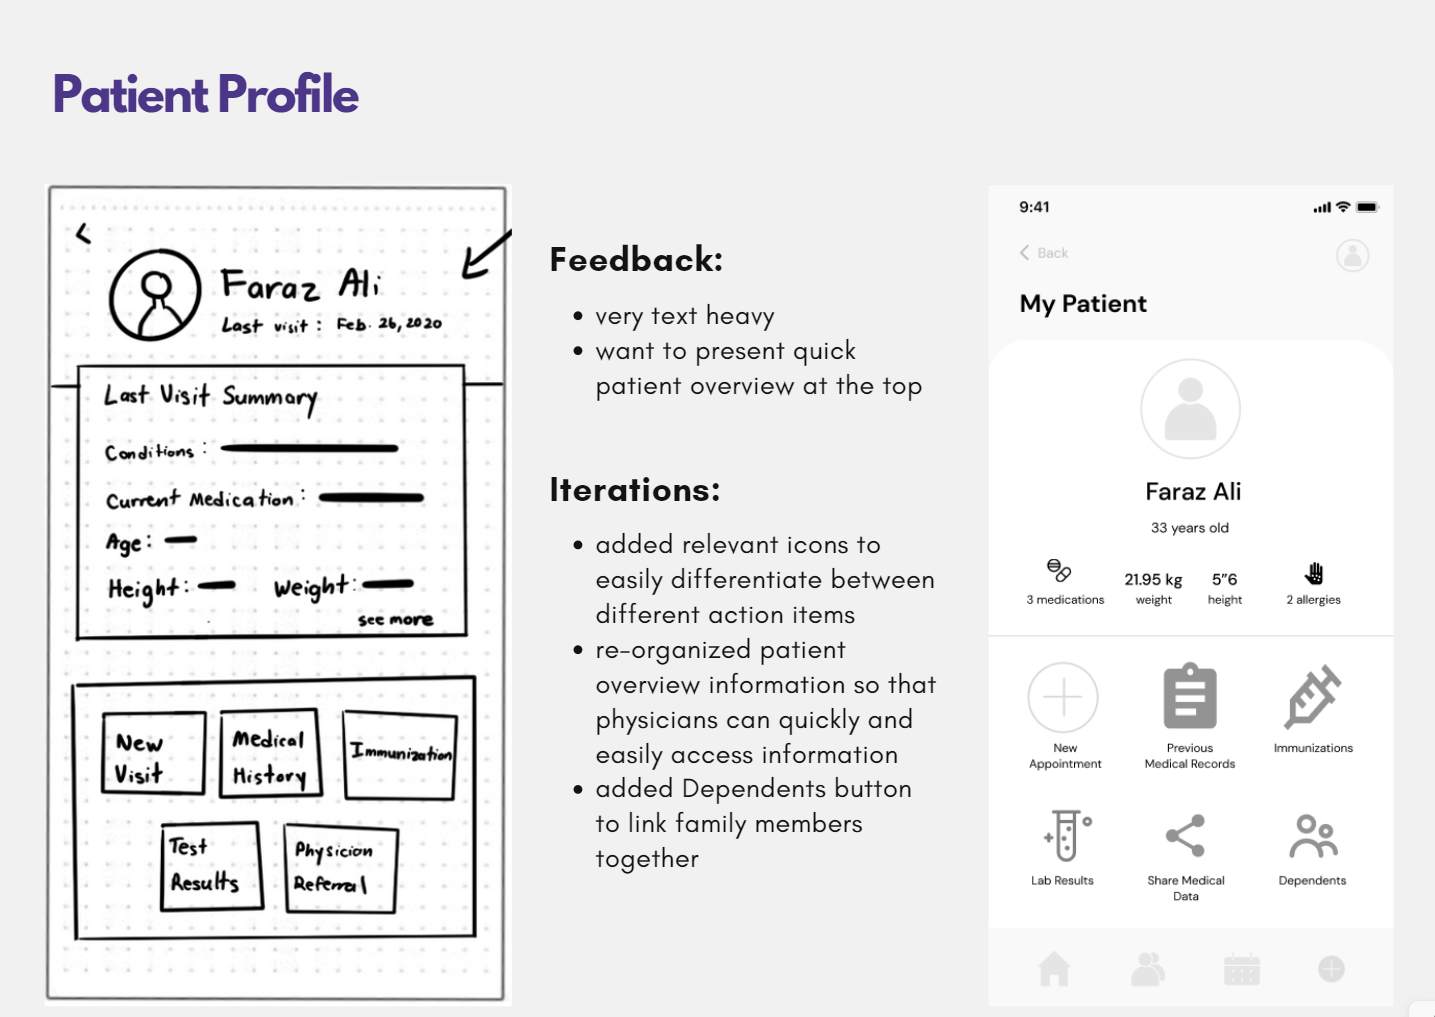 Patient Profile
<
Faraz Ali
Last visit : Feb. 26, 2020
Last Visit Summary
Conditions :
Current Medication :
Age :
Height : Weight :
see more
New
Visit
Medical
History
Immunization
Test
Results
Physician
Referral
Feedback:
• very text heavy
• want to present quick
patient overview at the top
Iterations:
• added relevant icons to
easily differentiate between
different action items
• re-organized patient
overview information so that
physicians can quickly and
easily access information
• added Dependents button
to link family members
together
9:41
Back
My Patient
Faraz Ali
33 years old
3 medications
21.95 kg
weight
5”6
height
2 allergies
New
Appointment
Previous
Medical Records
Immunizations
Lab Results
Share Medical
Data
Dependents